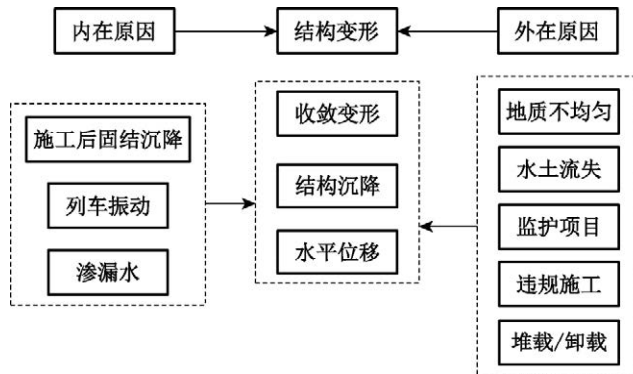 内在原因
结构变形
外在原因
施工后固结沉降
列车振动
渗漏水
收敛变形
结构沉降
水平位移
地质不均匀
水土流失
监护项目
违规施工
堆载/卸载